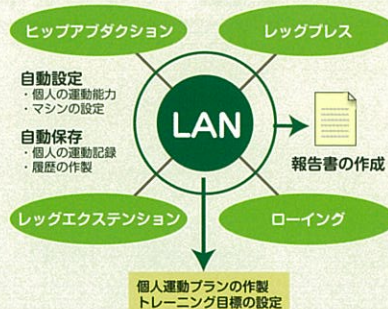 ヒップアブダクション
レッグプレス
自動設定
・個人の運動能力
・マシンの設定
自動保存
・個人の運動記録
・履歴の作製
LAN
報告書の作成
レッグエクステンション
ローイング
個人運動プランの作製
トレーニング目標の設定